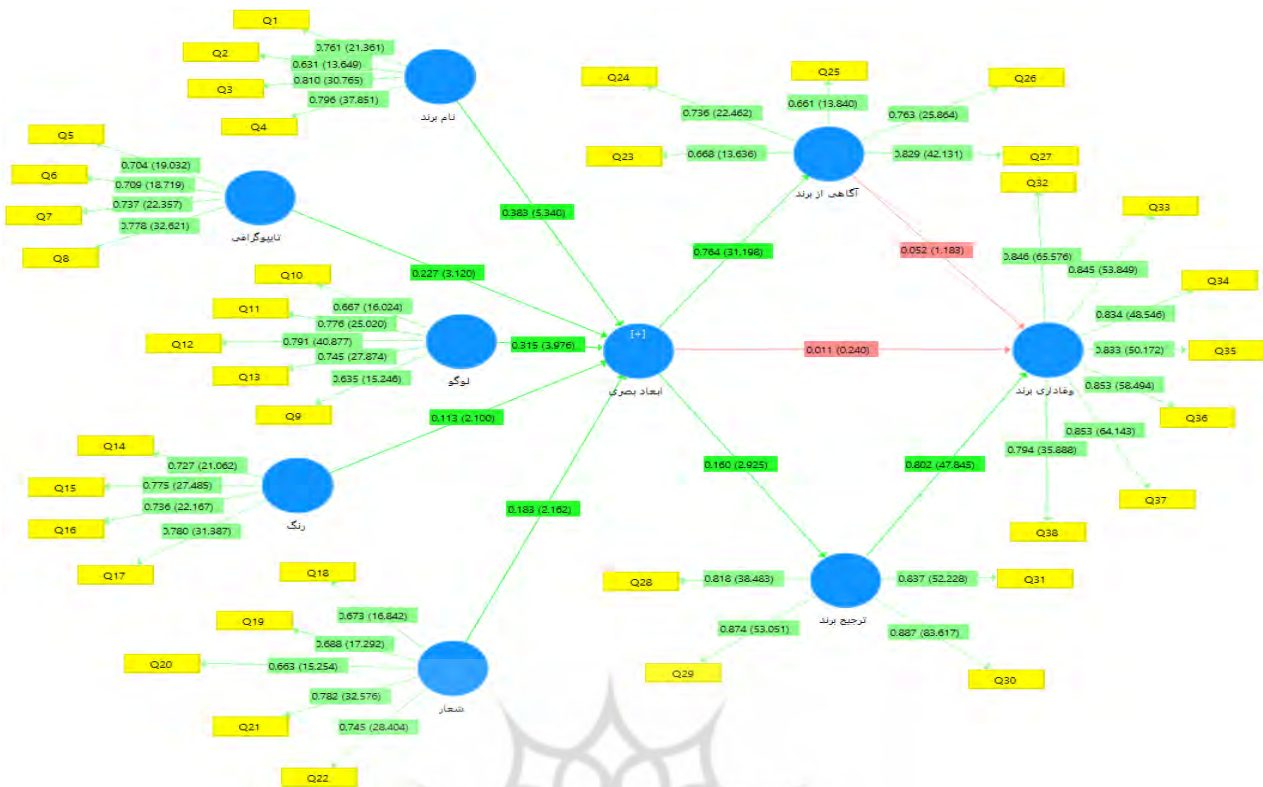 Q1
0.761 (21.361)
Q2
0.631 (13.649)
Q3
0.810 (30.765)
Q4
0.796 (37.851)
نام برند
Q5
0.704 (19.032)
Q6
0.709 (18.719)
Q7
0.737 (22.357)
Q8
0.778 (32.621)
تایپوگرافی
Q10
0.667 (16.024)
Q11
0.776 (25.020)
Q12
0.791 (40.877)
Q13
0.745 (27.874)
Q9
0.635 (15.246)
لوگو
Q14
0.727 (21.062)
Q15
0.775 (27.485)
Q16
0.736 (22.167)
Q17
0.780 (31.387)
رنگ
Q18
0.673 (16.842)
Q19
0.688 (17.292)
Q20
0.663 (15.254)
Q21
0.782 (32.576)
Q22
0.745 (28.404)
شعار
0.383 (5.340)
0.227 (3.120)
0.315 (3.976)
0.113 (2.100)
0.183 (2.162)
[+]
ابعاد بصری
0.764 (31.198)
0.011 (0.240)
0.160 (2.925)
Q24
0.736 (22.462)
Q25
0.661 (13.840)
Q26
0.763 (25.864)
Q23
0.668 (13.636)
Q27
0.829 (42.131)
آگاهی از برند
0.052 (1.183)
0.802 (47.845)
Q32
0.846 (65.576)
Q33
0.845 (53.849)
Q34
0.834 (48.546)
Q35
0.833 (50.172)
Q36
0.853 (58.494)
Q37
0.853 (64.143)
Q38
0.794 (35.888)
وفاداری برند
Q28
0.818 (38.483)
Q31
0.837 (52.228)
Q29
0.874 (53.051)
Q30
0.887 (83.617)
ترجیح برند